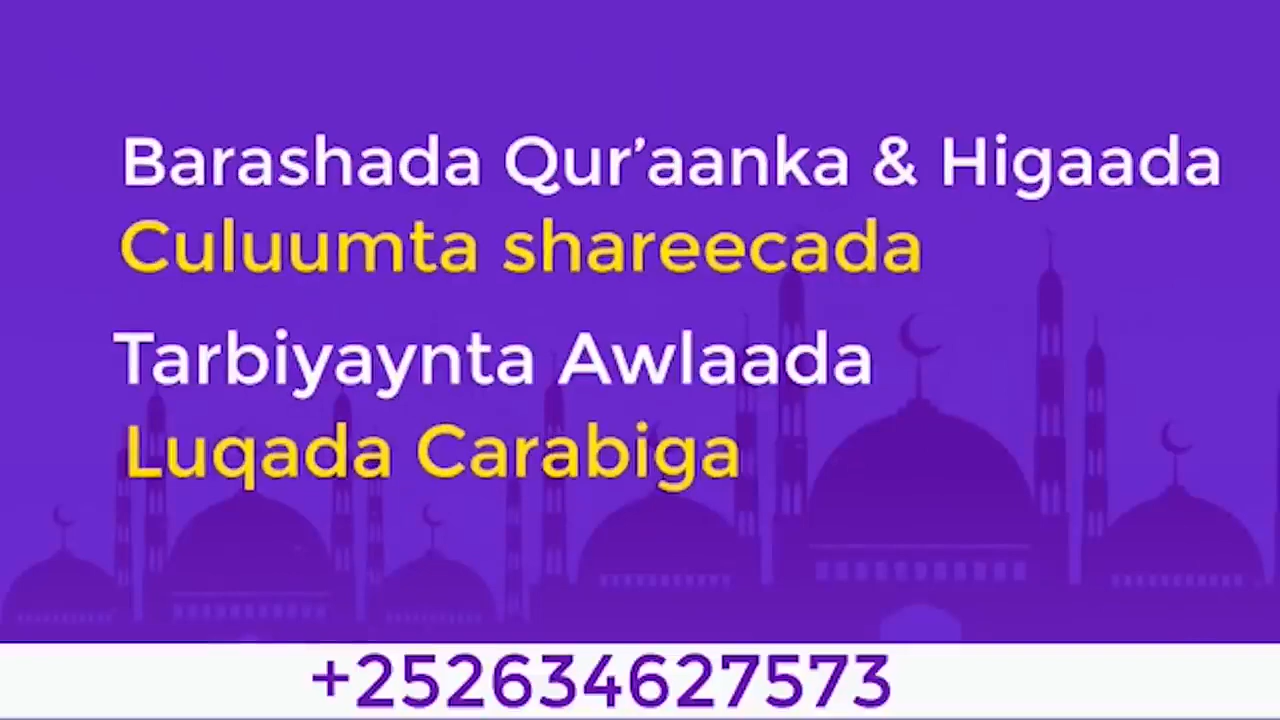 Barashada Qur’aanka & Higaada
Culuumta shareecada
Tarbiyaynta Awlaada
Luqada Carabiga
+252634627573